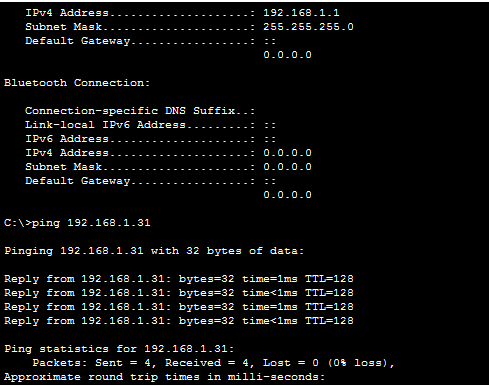 IPv4 Address....................: 192.168.1.1
Subnet Mask.....................: 255.255.255.0
Default Gateway.................: ::
0.0.0.0
Bluetooth Connection:
Connection-specific DNS Suffix..:
Link-local IPv6 Address.........: ::
IPv6 Address....................: ::
IPv4 Address....................: 0.0.0.0
Subnet Mask.....................: 0.0.0.0
Default Gateway.................: ::
0.0.0.0
C:\>ping 192.168.1.31
Pinging 192.168.1.31 with 32 bytes of data:
Reply from 192.168.1.31: bytes=32 time=1ms TTL=128
Reply from 192.168.1.31: bytes=32 time<1ms TTL=128
Reply from 192.168.1.31: bytes=32 time=1ms TTL=128
Reply from 192.168.1.31: bytes=32 time<1ms TTL=128
Ping statistics for 192.168.1.31:
Packets: Sent = 4, Received = 4, Lost = 0 (0% loss),
Approximate round trip times in milli-seconds: